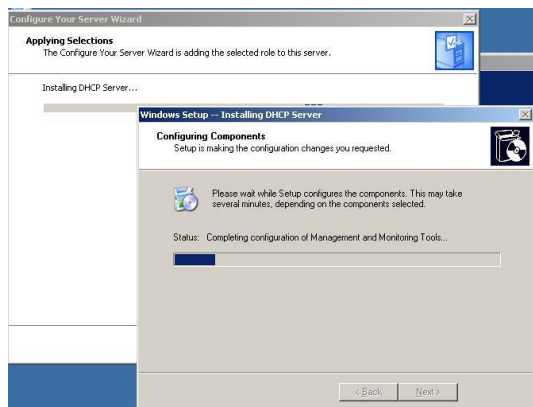 Configure Your Server Wizard
Applying Selections
The Configure Your Server Wizard is adding the selected role to this server.
Installing DHCP Server...
Windows Setup -- Installing DHCP Server
Configuring Components
Setup is making the configuration changes you requested.
Please wait while Setup configures the components. This may take
several minutes, depending on the components selected.
Status: Completing configuration of Management and Monitoring Tools...
< Back Next >